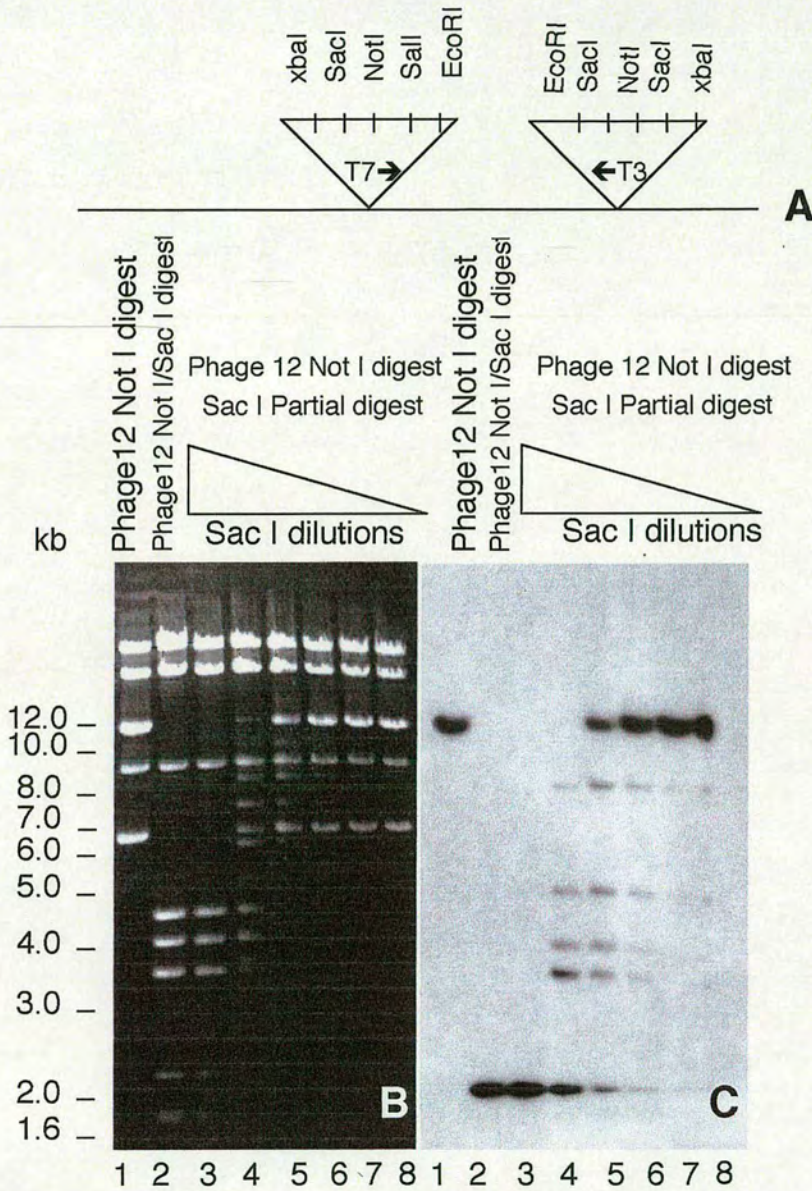 xbaI SacI NotI SalI EcoRI
EcoRI SacI NotI SacI xbaI
T7
T3
A
Phage12 Not I digest
Phage12 Not I/Sac I digest
Phage 12 Not I digest
Sac I Partial digest
Sac I dilutions
Phage12 Not I digest
Phage12 Not I/Sac I digest
Phage 12 Not I digest
Sac I Partial digest
Sac I dilutions
kb
12.0
10.0
8.0
7.0
6.0
5.0
4.0
3.0
2.0
1.6
B
C
1 2 3 4 5 6 7 8
1 2 3 4 5 6 7 8